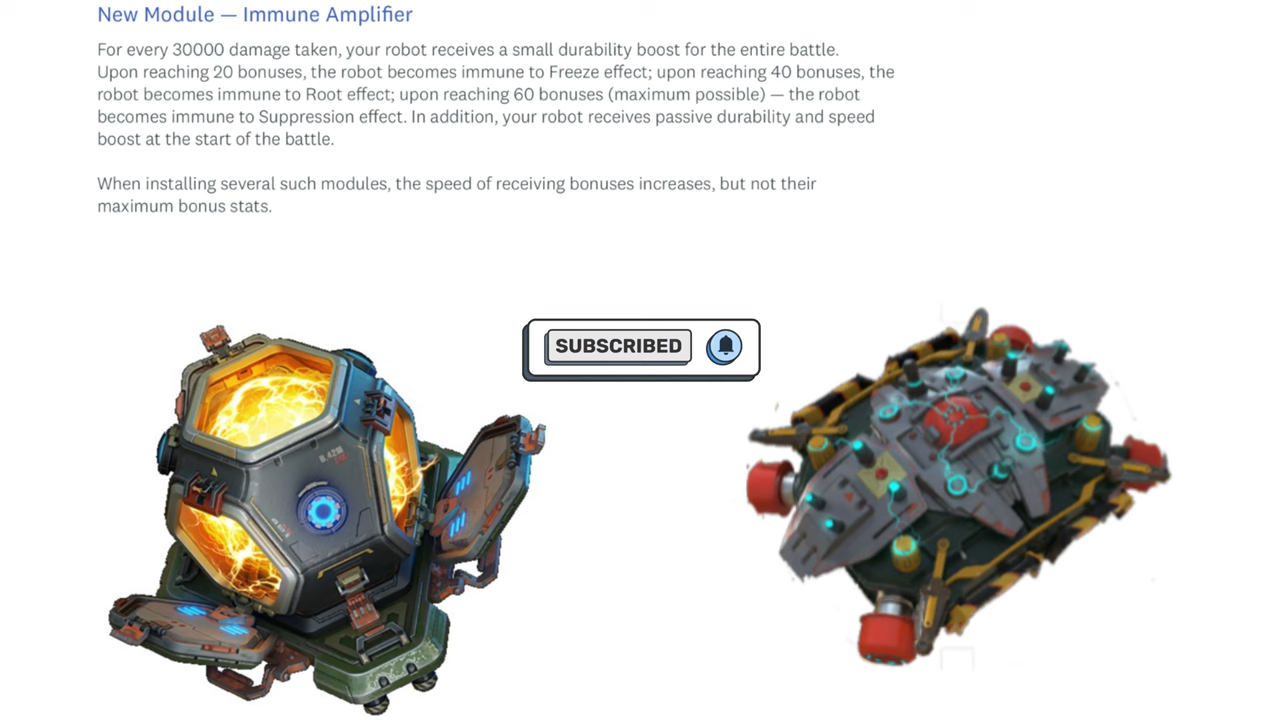 New Module — Immune Amplifier
For every 30000 damage taken, your robot receives a small durability boost for the entire battle.
Upon reaching 20 bonuses, the robot becomes immune to Freeze effect; upon reaching 40 bonuses, the
robot becomes immune to Root effect; upon reaching 60 bonuses (maximum possible) — the robot
becomes immune to Suppression effect. In addition, your robot receives passive durability and speed
boost at the start of the battle.
When installing several such modules, the speed of receiving bonuses increases, but not their
maximum bonus stats.
SUBSCRIBED